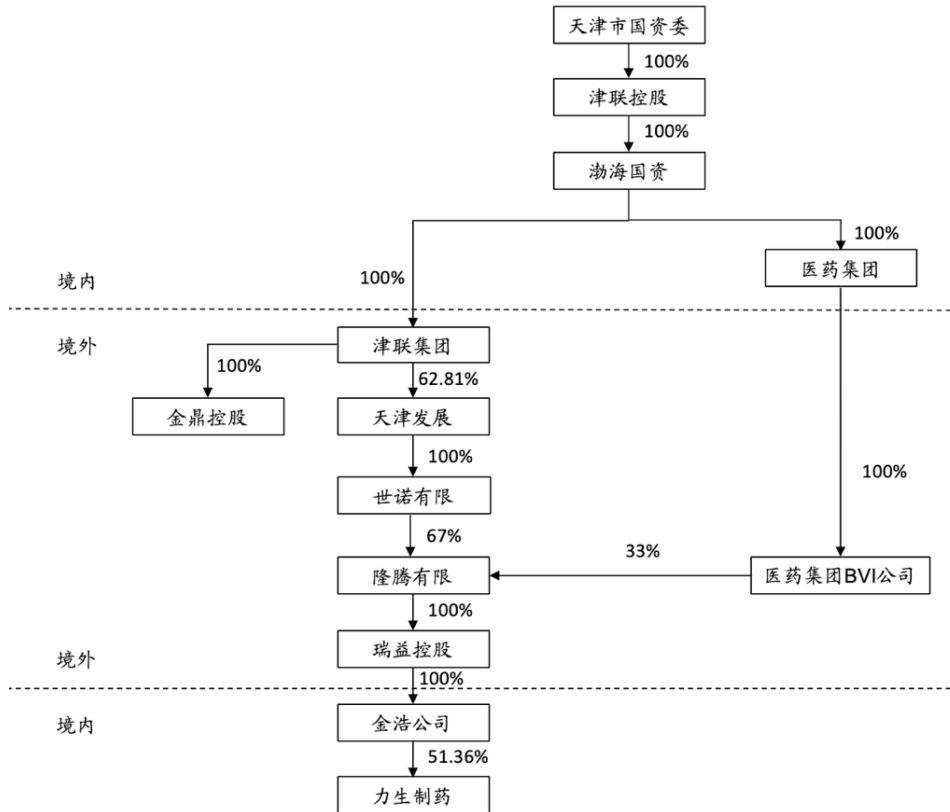 天津市国资委
100%
津联控股
100%
渤海国资
100%
医药集团
100%
境内
境外
津联集团
100%
62.81%
金鼎控股
天津发展
100%
世诺有限
100%
67%
33%
隆腾有限
医药集团BVI公司
100%
瑞益控股
境外
100%
境内
金浩公司
51.36%
力生制药